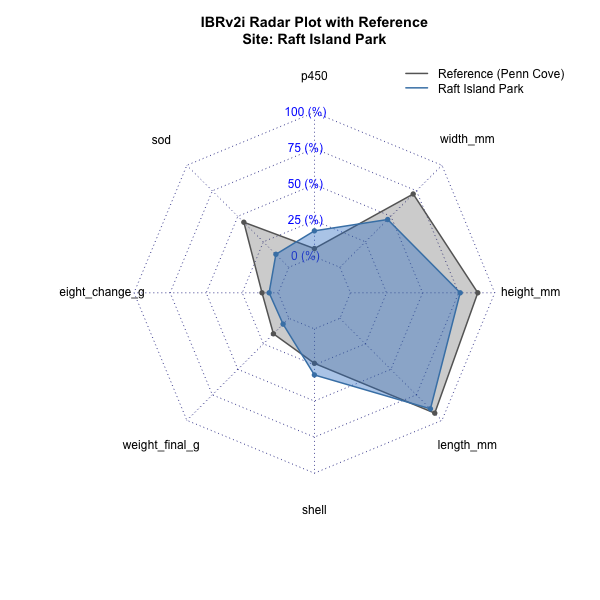 IBRv2i Radar Plot with Reference
Site: Raft Island Park
p450
Reference (Penn Cove)
Raft Island Park
100 (%)
sod
width_mm
75 (%)
50 (%)
25 (%)
0 (%)
eight_change_g
height_mm
weight_final_g
length_mm
shell